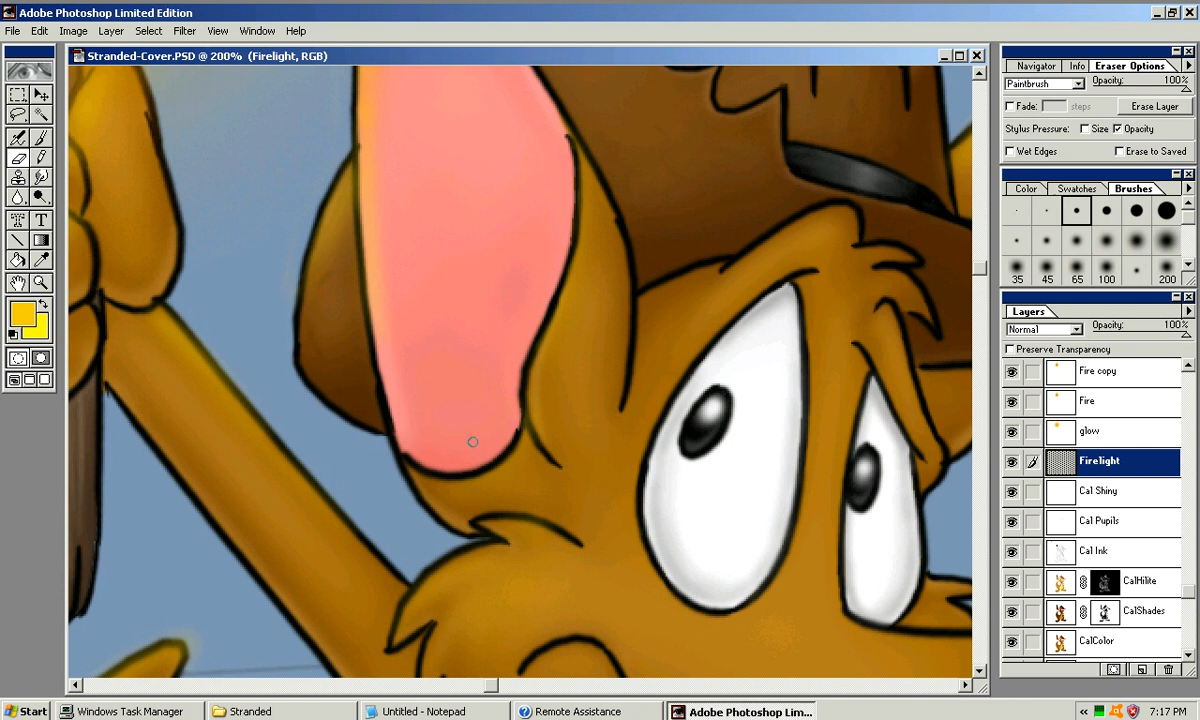 Adobe Photoshop Limited Edition
File Edit Image Layer Select Filter View Window Help
Stranded-Cover.PSD @ 200% (Firelight, RGB)
Navigator Info Eraser Options
Paintbrush Opacity: 100%
Fade: steps Erase Layer
Stylus Pressure: Size Opacity
Wet Edges Erase to Saved
Color Swatches Brushes
35 45 65 100 200
Layers
Normal Opacity: 100%
Preserve Transparency
Fire copy
Fire
glow
Firelight
Cal Shiny
Cal Pupils
Cal Ink
CalHilite
CalShades
CalColor
Start Windows Task Manager Stranded Untitled - Notepad Remote Assistance Adobe Photoshop Lim... 7:17 PM